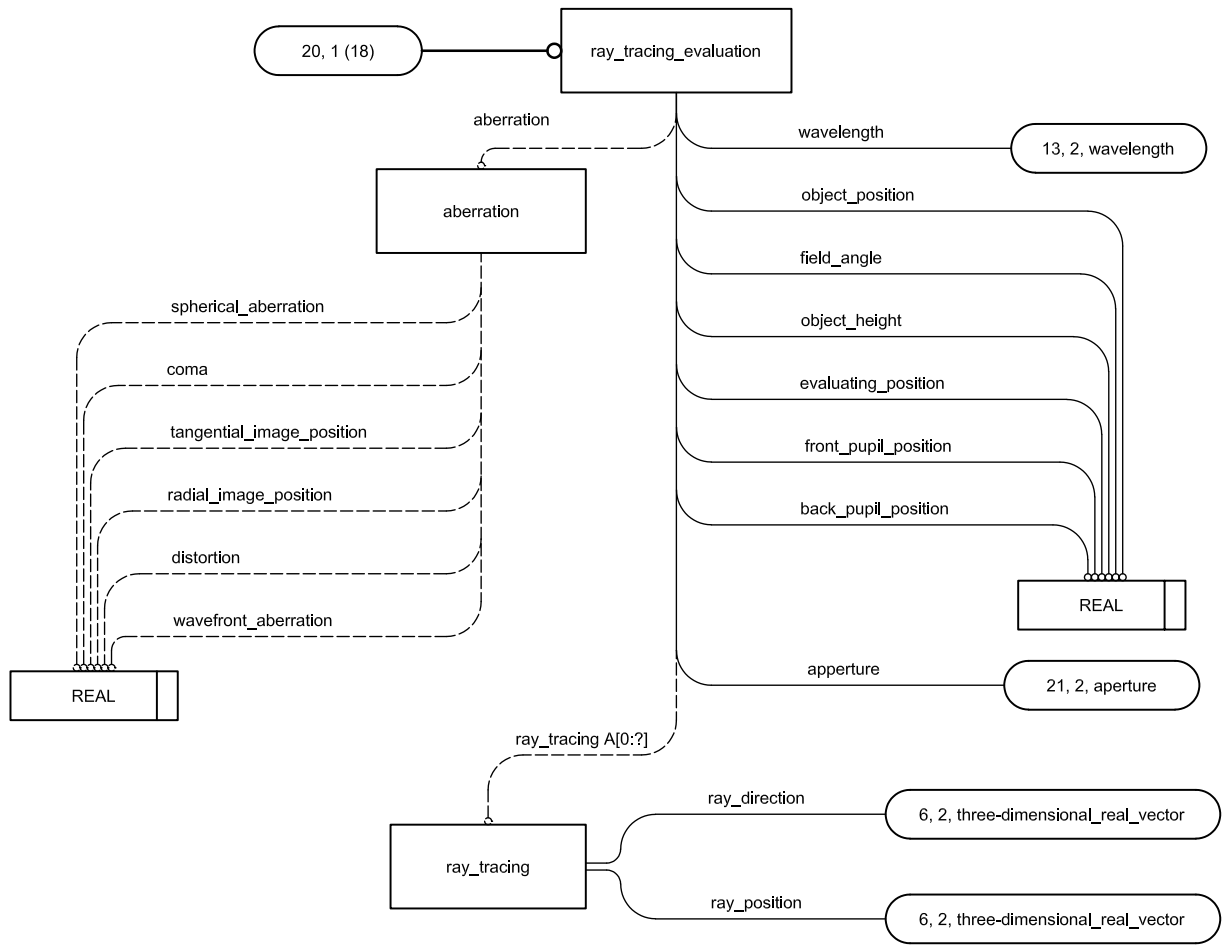 20, 1 (18)
ray_tracing_evaluation
aberration
wavelength
13, 2, wavelength
aberration
object_position
field_angle
spherical_aberration
object_height
coma
evaluating_position
tangential_image_position
front_pupil_position
radial_image_position
back_pupil_position
distortion
REAL
wavefront_aberration
REAL
apperture
21, 2, aperture
ray_tracing A[0:?]
ray_direction
6, 2, three-dimensional_real_vector
ray_tracing
ray_position
6, 2, three-dimensional_real_vector